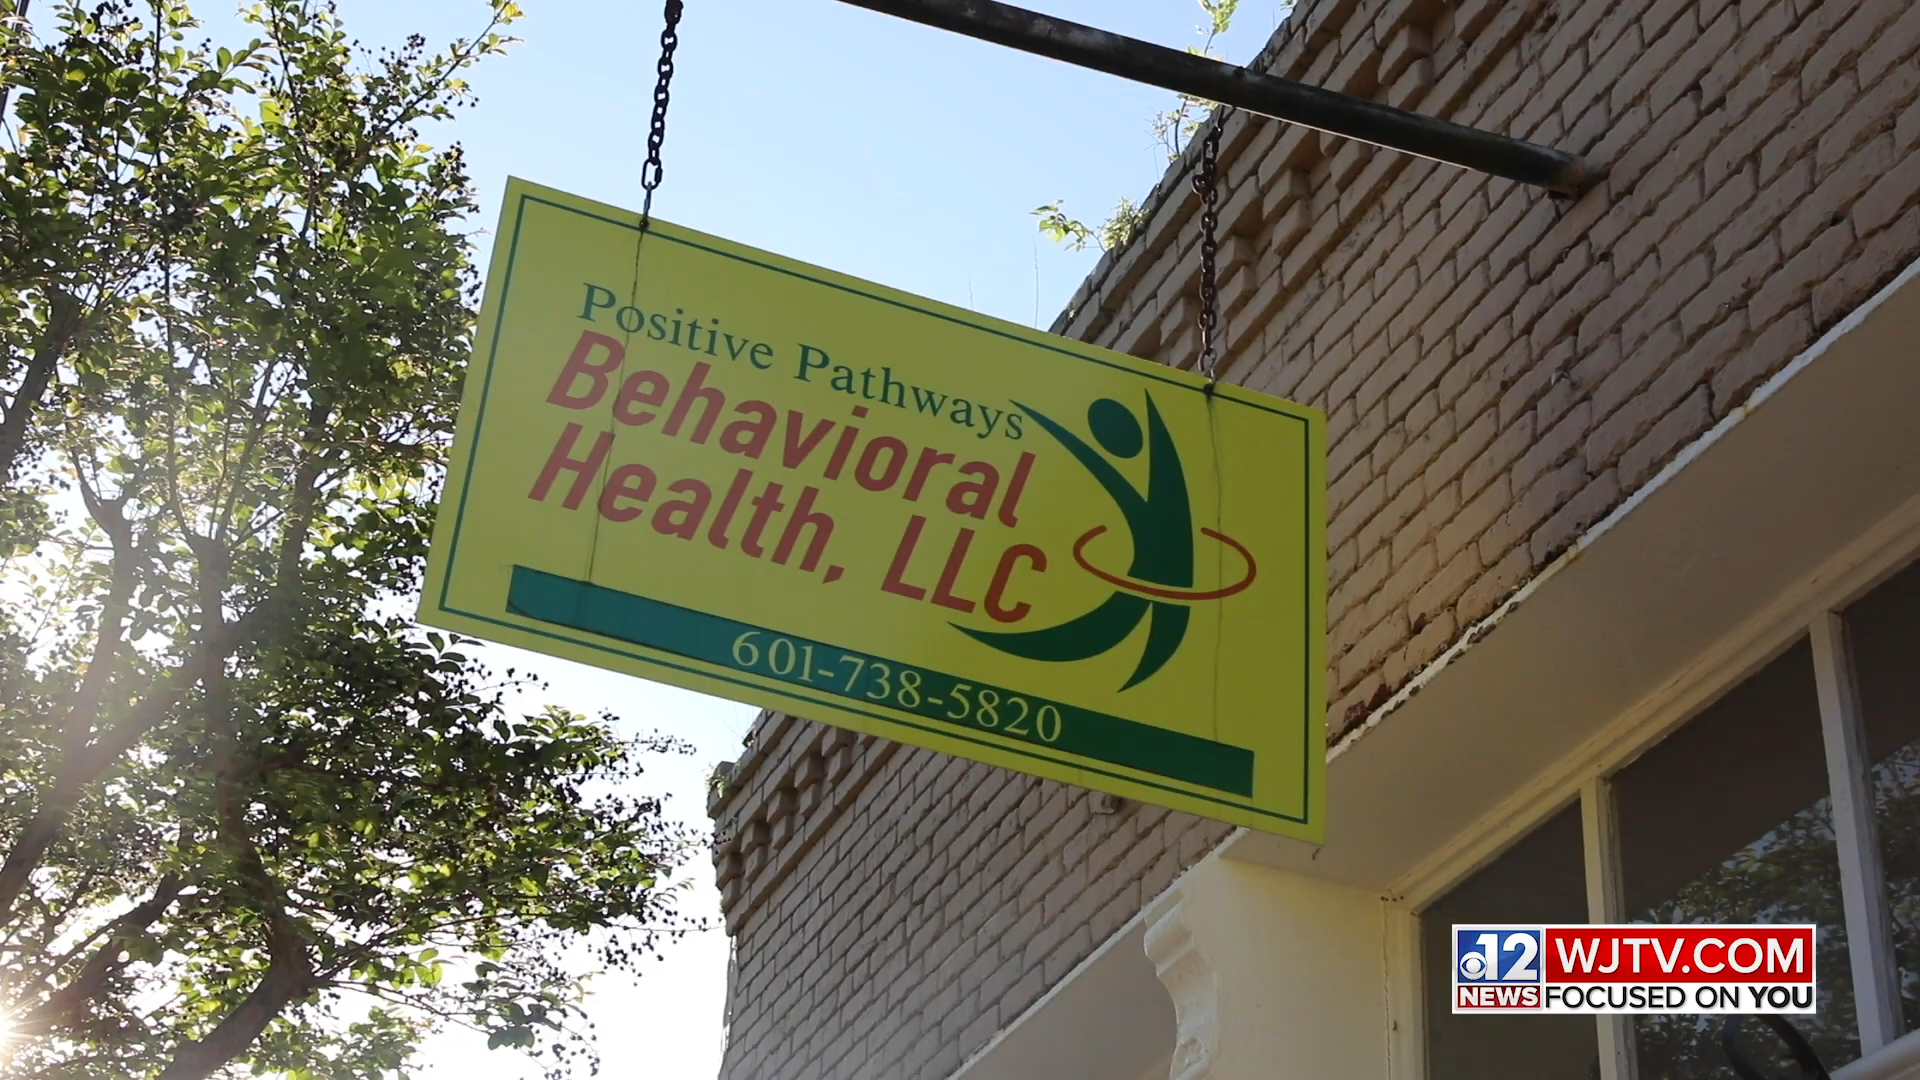 Positive Pathways
Behavioral
Health, LLC
601-738-5820
12
NEWS
WJTV.COM
FOCUSED ON YOU